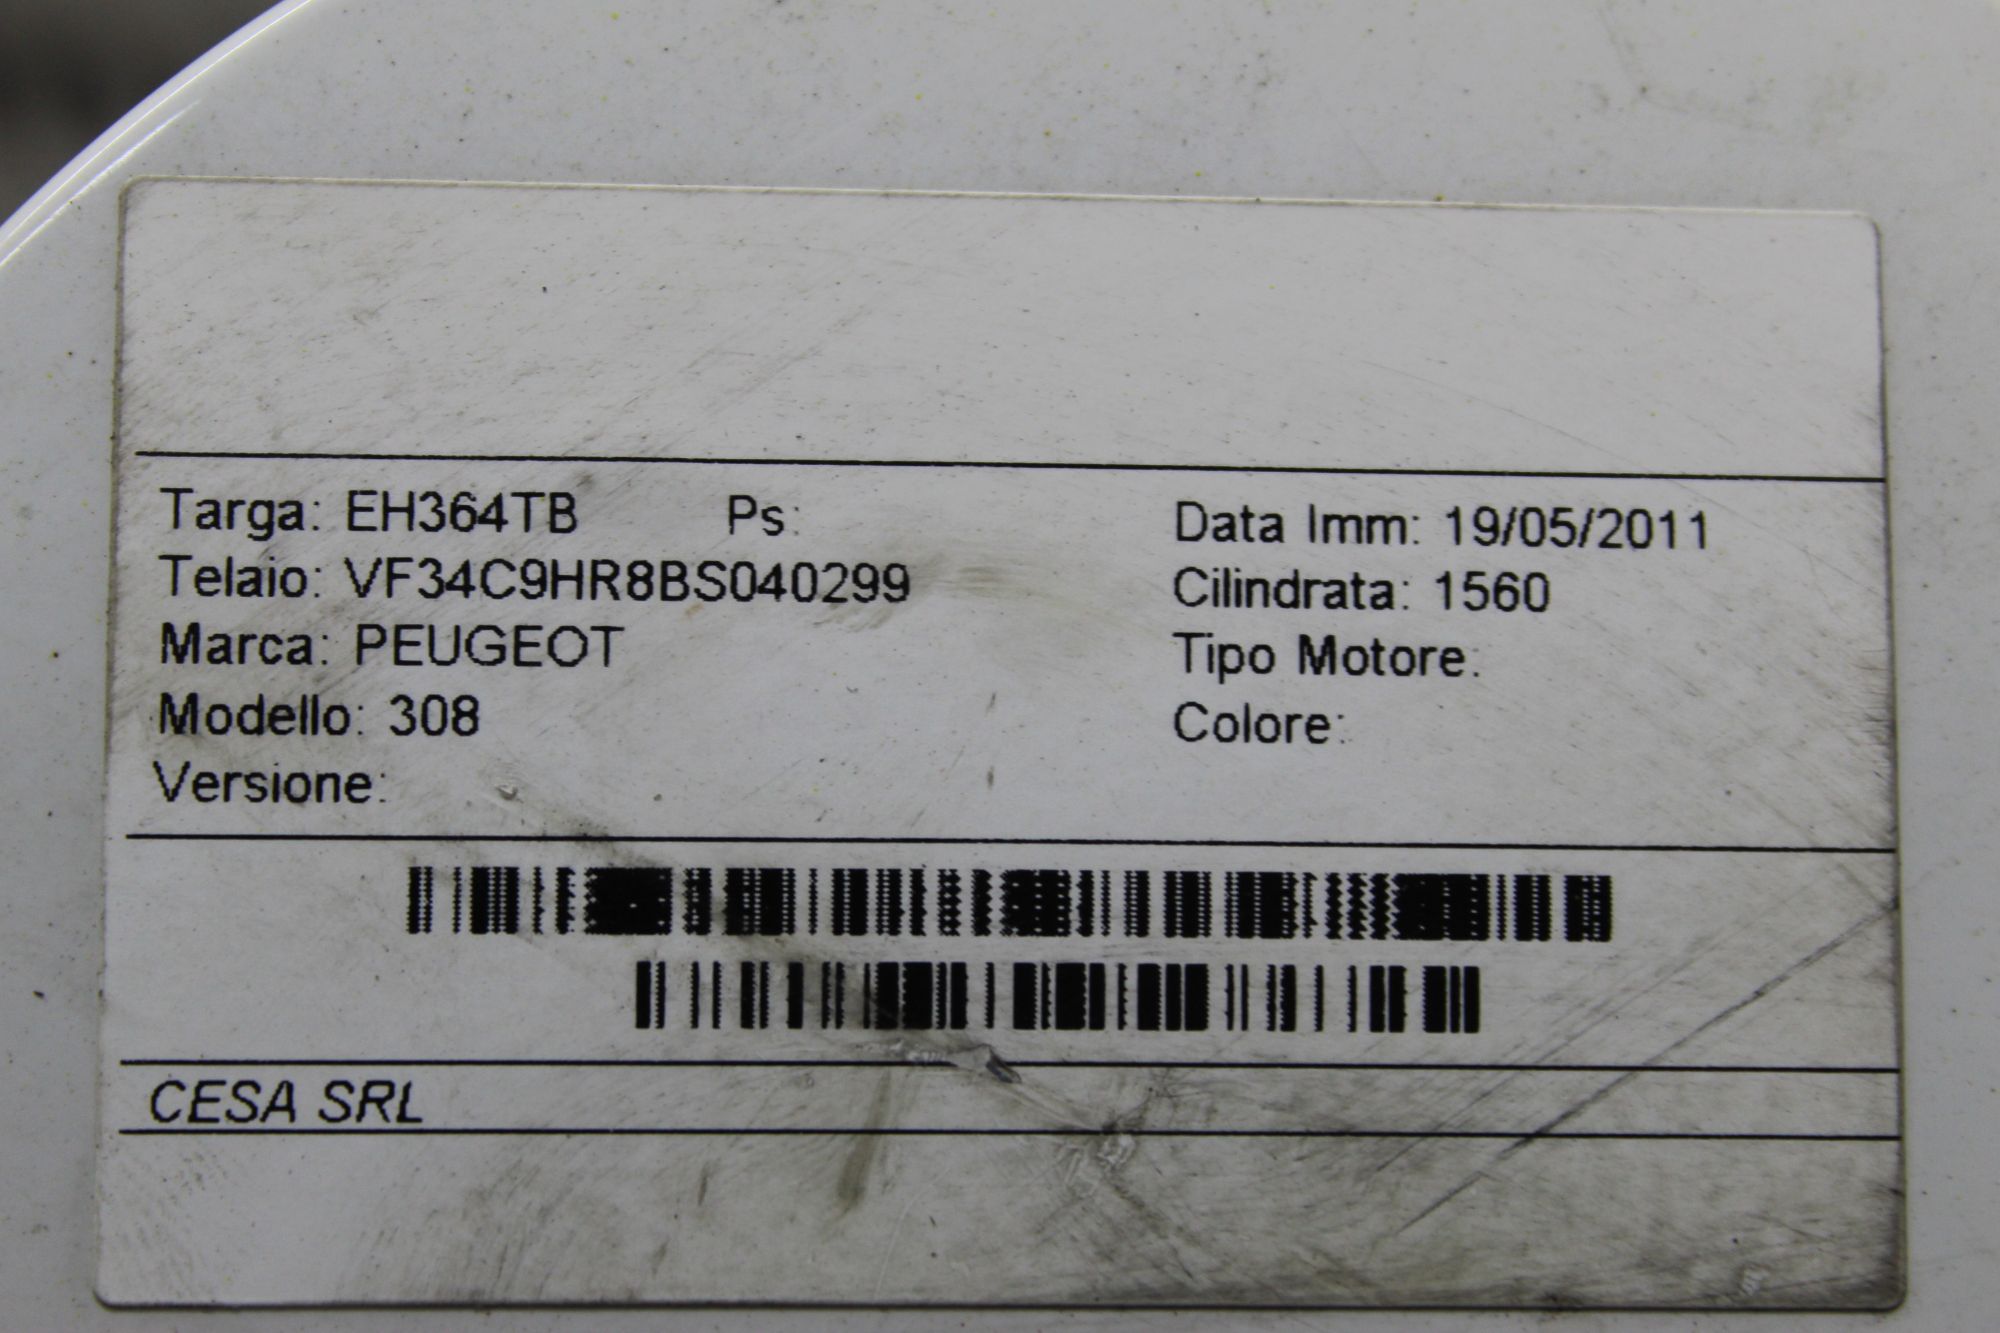 Targa: EH364TB Ps: Data Imm: 19/05/2011
Telaio: VF34C9HR8BS040299 Cilindrata: 1560
Marca: PEUGEOT Tipo Motore:
Modello: 308 Colore:
Versione:
CESA SRL